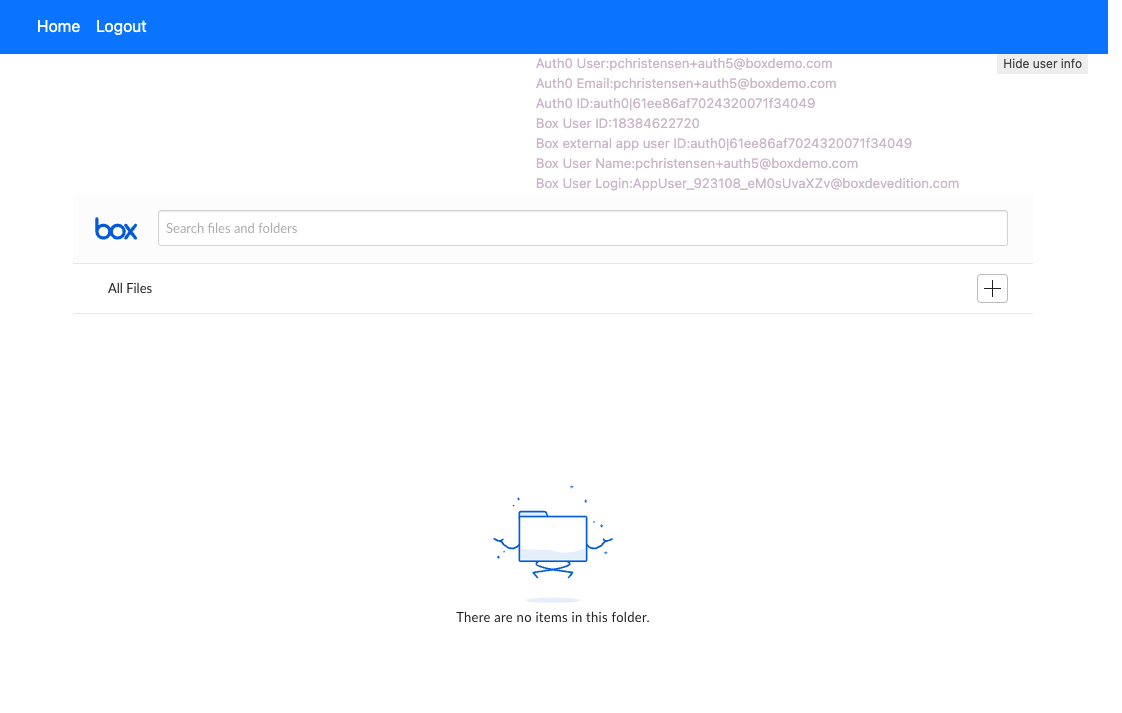 Home Logout
Hide user info
Auth0 User:pchristensen+auth5@boxdemo.com
Auth0 Email:pchristensen+auth5@boxdemo.com
Auth0 ID:auth0|61ee86af7024320071f34049
Box User ID:18384622720
Box external app user ID:auth0|61ee86af7024320071f34049
Box User Name:pchristensen+auth5@boxdemo.com
Box User Login:AppUser_923108_eM0sUvaXZv@boxdevedition.com
box Search files and folders
All Files
There are no items in this folder.